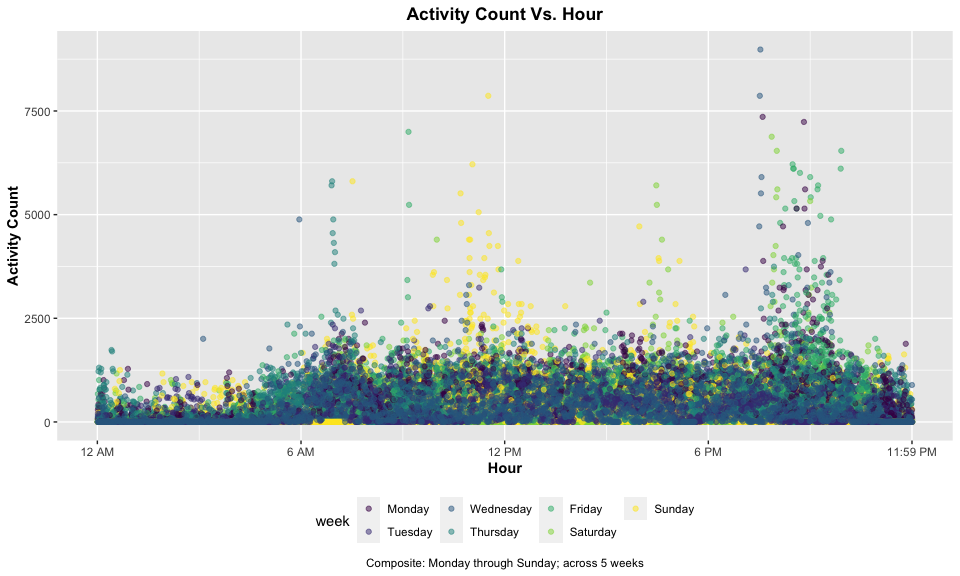 Activity Count Vs. Hour
Activity Count
7500
5000
2500
0
12 AM
6 AM
12 PM
6 PM
11:59 PM
Hour
week
Monday
Wednesday
Friday
Sunday
Tuesday
Thursday
Saturday
Composite: Monday through Sunday; across 5 weeks